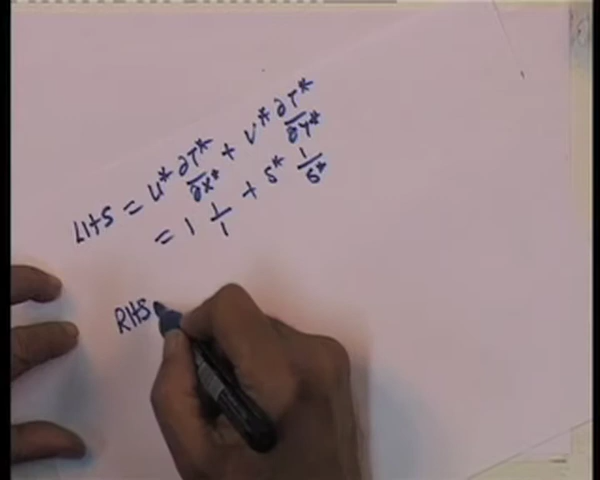 LHS = u* ∂T*/∂x* + v* ∂T*/∂Y*
= 1 1/1 + δ* 1/δ*
RHS